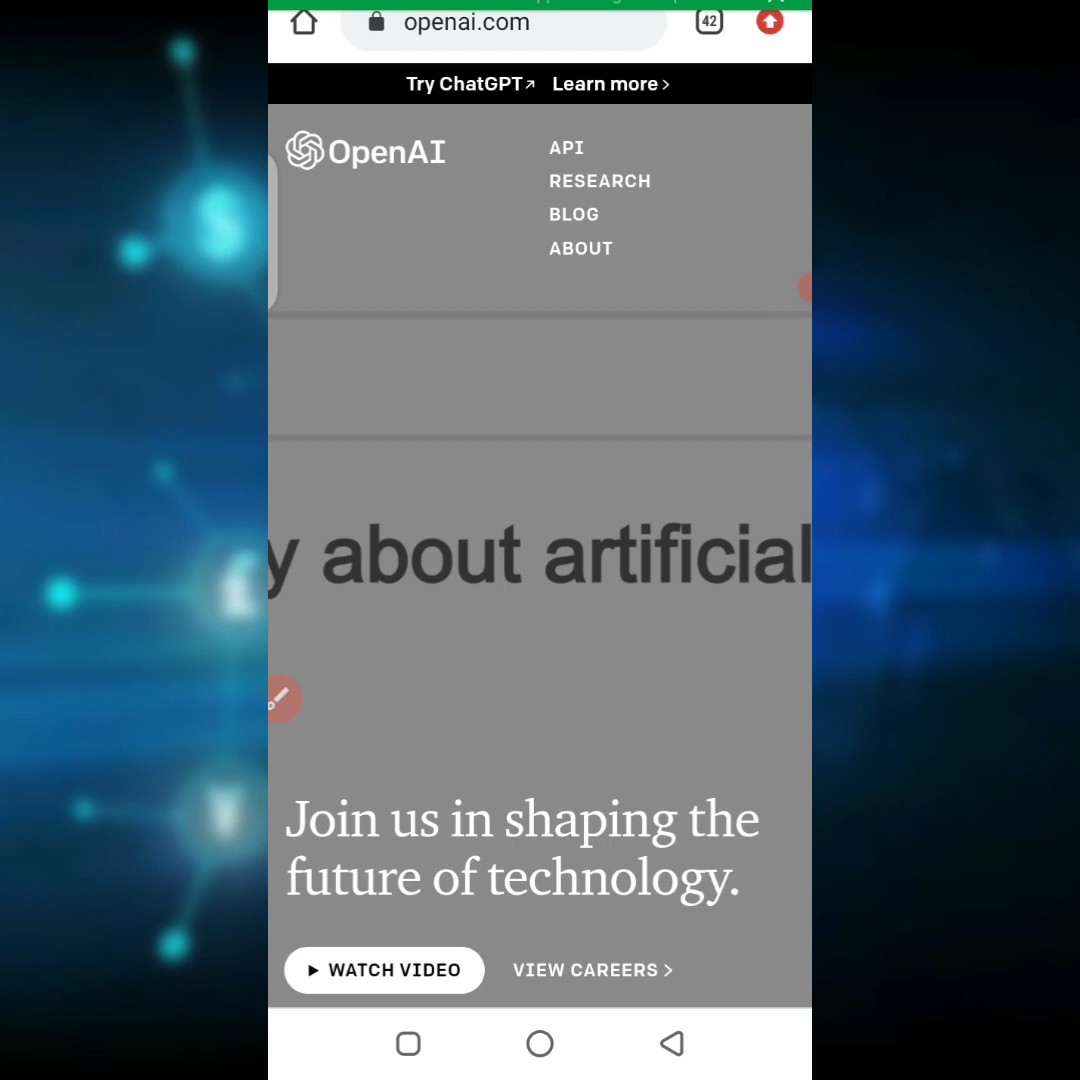 openai.com
42
Try ChatGPT↗ Learn more >
OpenAI
API
RESEARCH
BLOG
ABOUT
y about artificial
Join us in shaping the
future of technology.
WATCH VIDEO
VIEW CAREERS >
$
£
¥